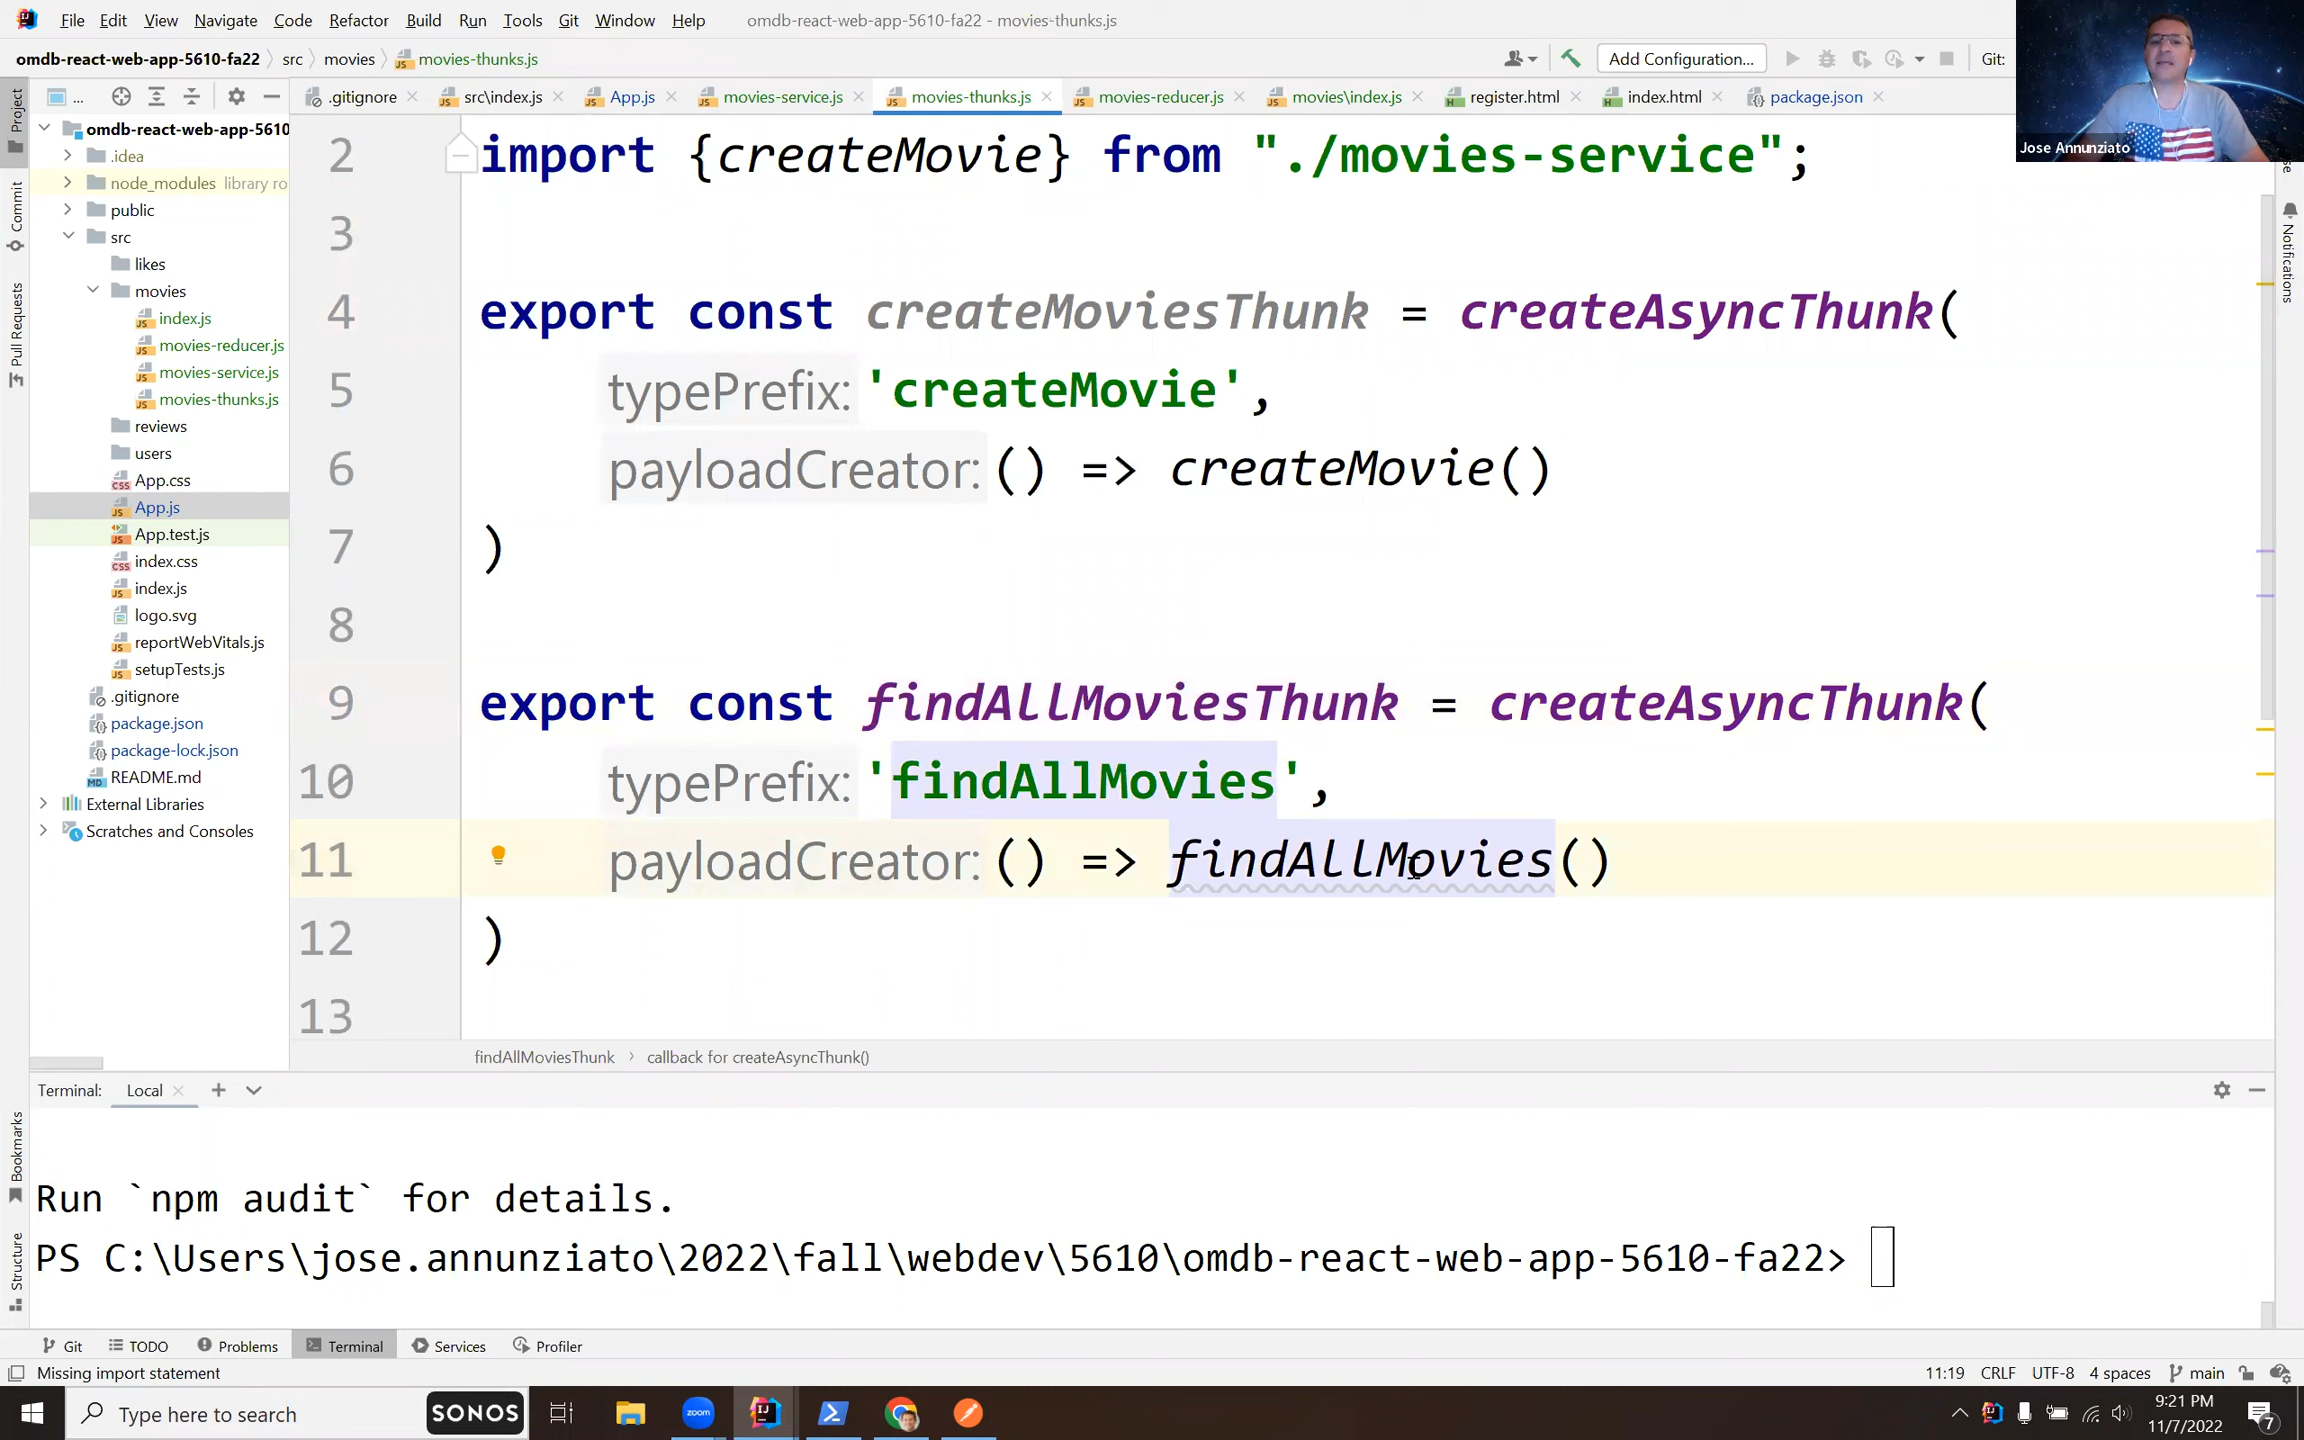 File Edit View Navigate Code Refactor Build Run Tools Git Window Help omdb-react-web-app-5610-fa22 - movies-thunks.js
omdb-react-web-app-5610-fa22 src movies movies-thunks.js Add Configuration... Git:
.gitignore src\index.js App.js movies-service.js movies-thunks.js movies-reducer.js movies\index.js register.html index.html package.json
Jose Annunziato
Project
Commit
Pull Requests
Bookmarks
Structure
Notifications
...
omdb-react-web-app-5610
.idea
node_modules library ro
public
src
likes
movies
index.js
movies-reducer.js
movies-service.js
movies-thunks.js
reviews
users
App.css
App.js
App.test.js
index.css
index.js
logo.svg
reportWebVitals.js
setupTests.js
.gitignore
package.json
package-lock.json
README.md
External Libraries
Scratches and Consoles
2 import {createMovie} from "./movies-service";
3
4 export const createMoviesThunk = createAsyncThunk(
5 typePrefix: 'createMovie',
6 payloadCreator: () => createMovie()
7 )
8
9 export const findAllMoviesThunk = createAsyncThunk(
10 typePrefix: 'findAllMovies',
11 payloadCreator: () => findAllMovies()
12 )
13
findAllMoviesThunk callback for createAsyncThunk()
Terminal: Local
Run `npm audit` for details.
PS C:\Users\jose.annunziato\2022\fall\webdev\5610\omdb-react-web-app-5610-fa22>
Git TODO Problems Terminal Services Profiler
Missing import statement 11:19 CRLF UTF-8 4 spaces main
Type here to search SONOS zoom 9:21 PM
11/7/2022 7